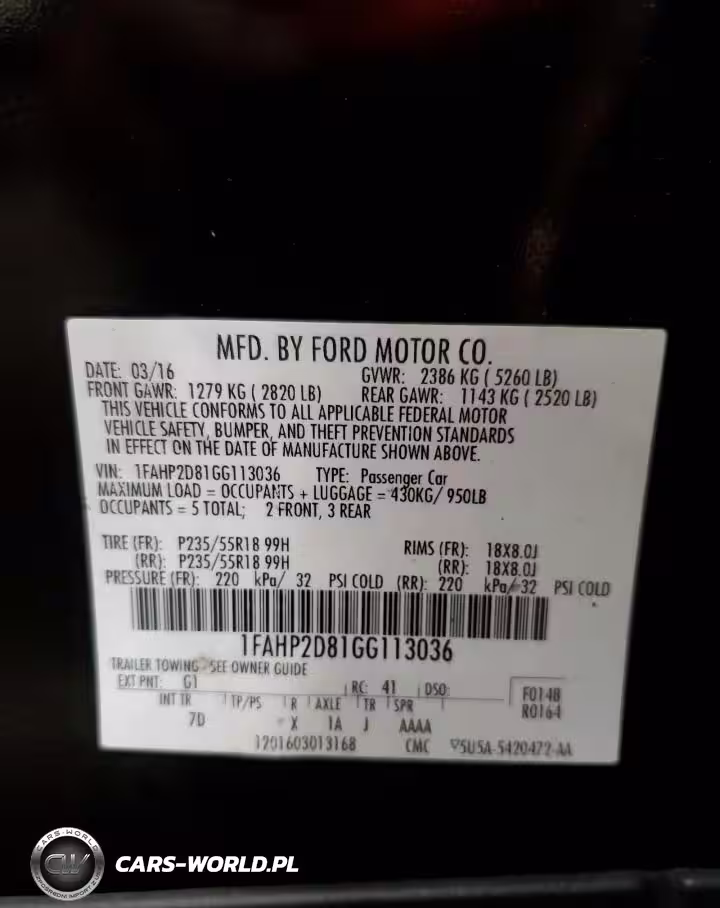 MFD. BY FORD MOTOR CO.
DATE: 03/16 GVWR: 2386 KG ( 5260 LB)
FRONT GAWR: 1279 KG ( 2820 LB) REAR GAWR: 1143 KG ( 2520 LB)
THIS VEHICLE CONFORMS TO ALL APPLICABLE FEDERAL MOTOR
VEHICLE SAFETY, BUMPER, AND THEFT PREVENTION STANDARDS
IN EFFECT ON THE DATE OF MANUFACTURE SHOWN ABOVE.
VIN: 1FAHP2D81GG113036 TYPE: Passenger Car
MAXIMUM LOAD = OCCUPANTS + LUGGAGE = 430KG/ 950LB
OCCUPANTS = 5 TOTAL; 2 FRONT, 3 REAR
TIRE (FR): P235/55R18 99H RIMS (FR): 18X8.0J
(RR): P235/55R18 99H (RR): 18X8.0J
PRESSURE (FR): 220 kPa/ 32 PSI COLD (RR): 220 kPa/ 32 PSI COLD
1FAHP2D81GG113036
TRAILER TOWING - SEE OWNER GUIDE
EXT PNT: G1 RC: 41 DSO: F0148
INT TR TP/PS R AXLE TR SPR R0164
7D X 1A J AAAA
1201603013168 CMC 5U5A-5420472-AA
CARS-WORLD
CW
CARS-WORLD.PL